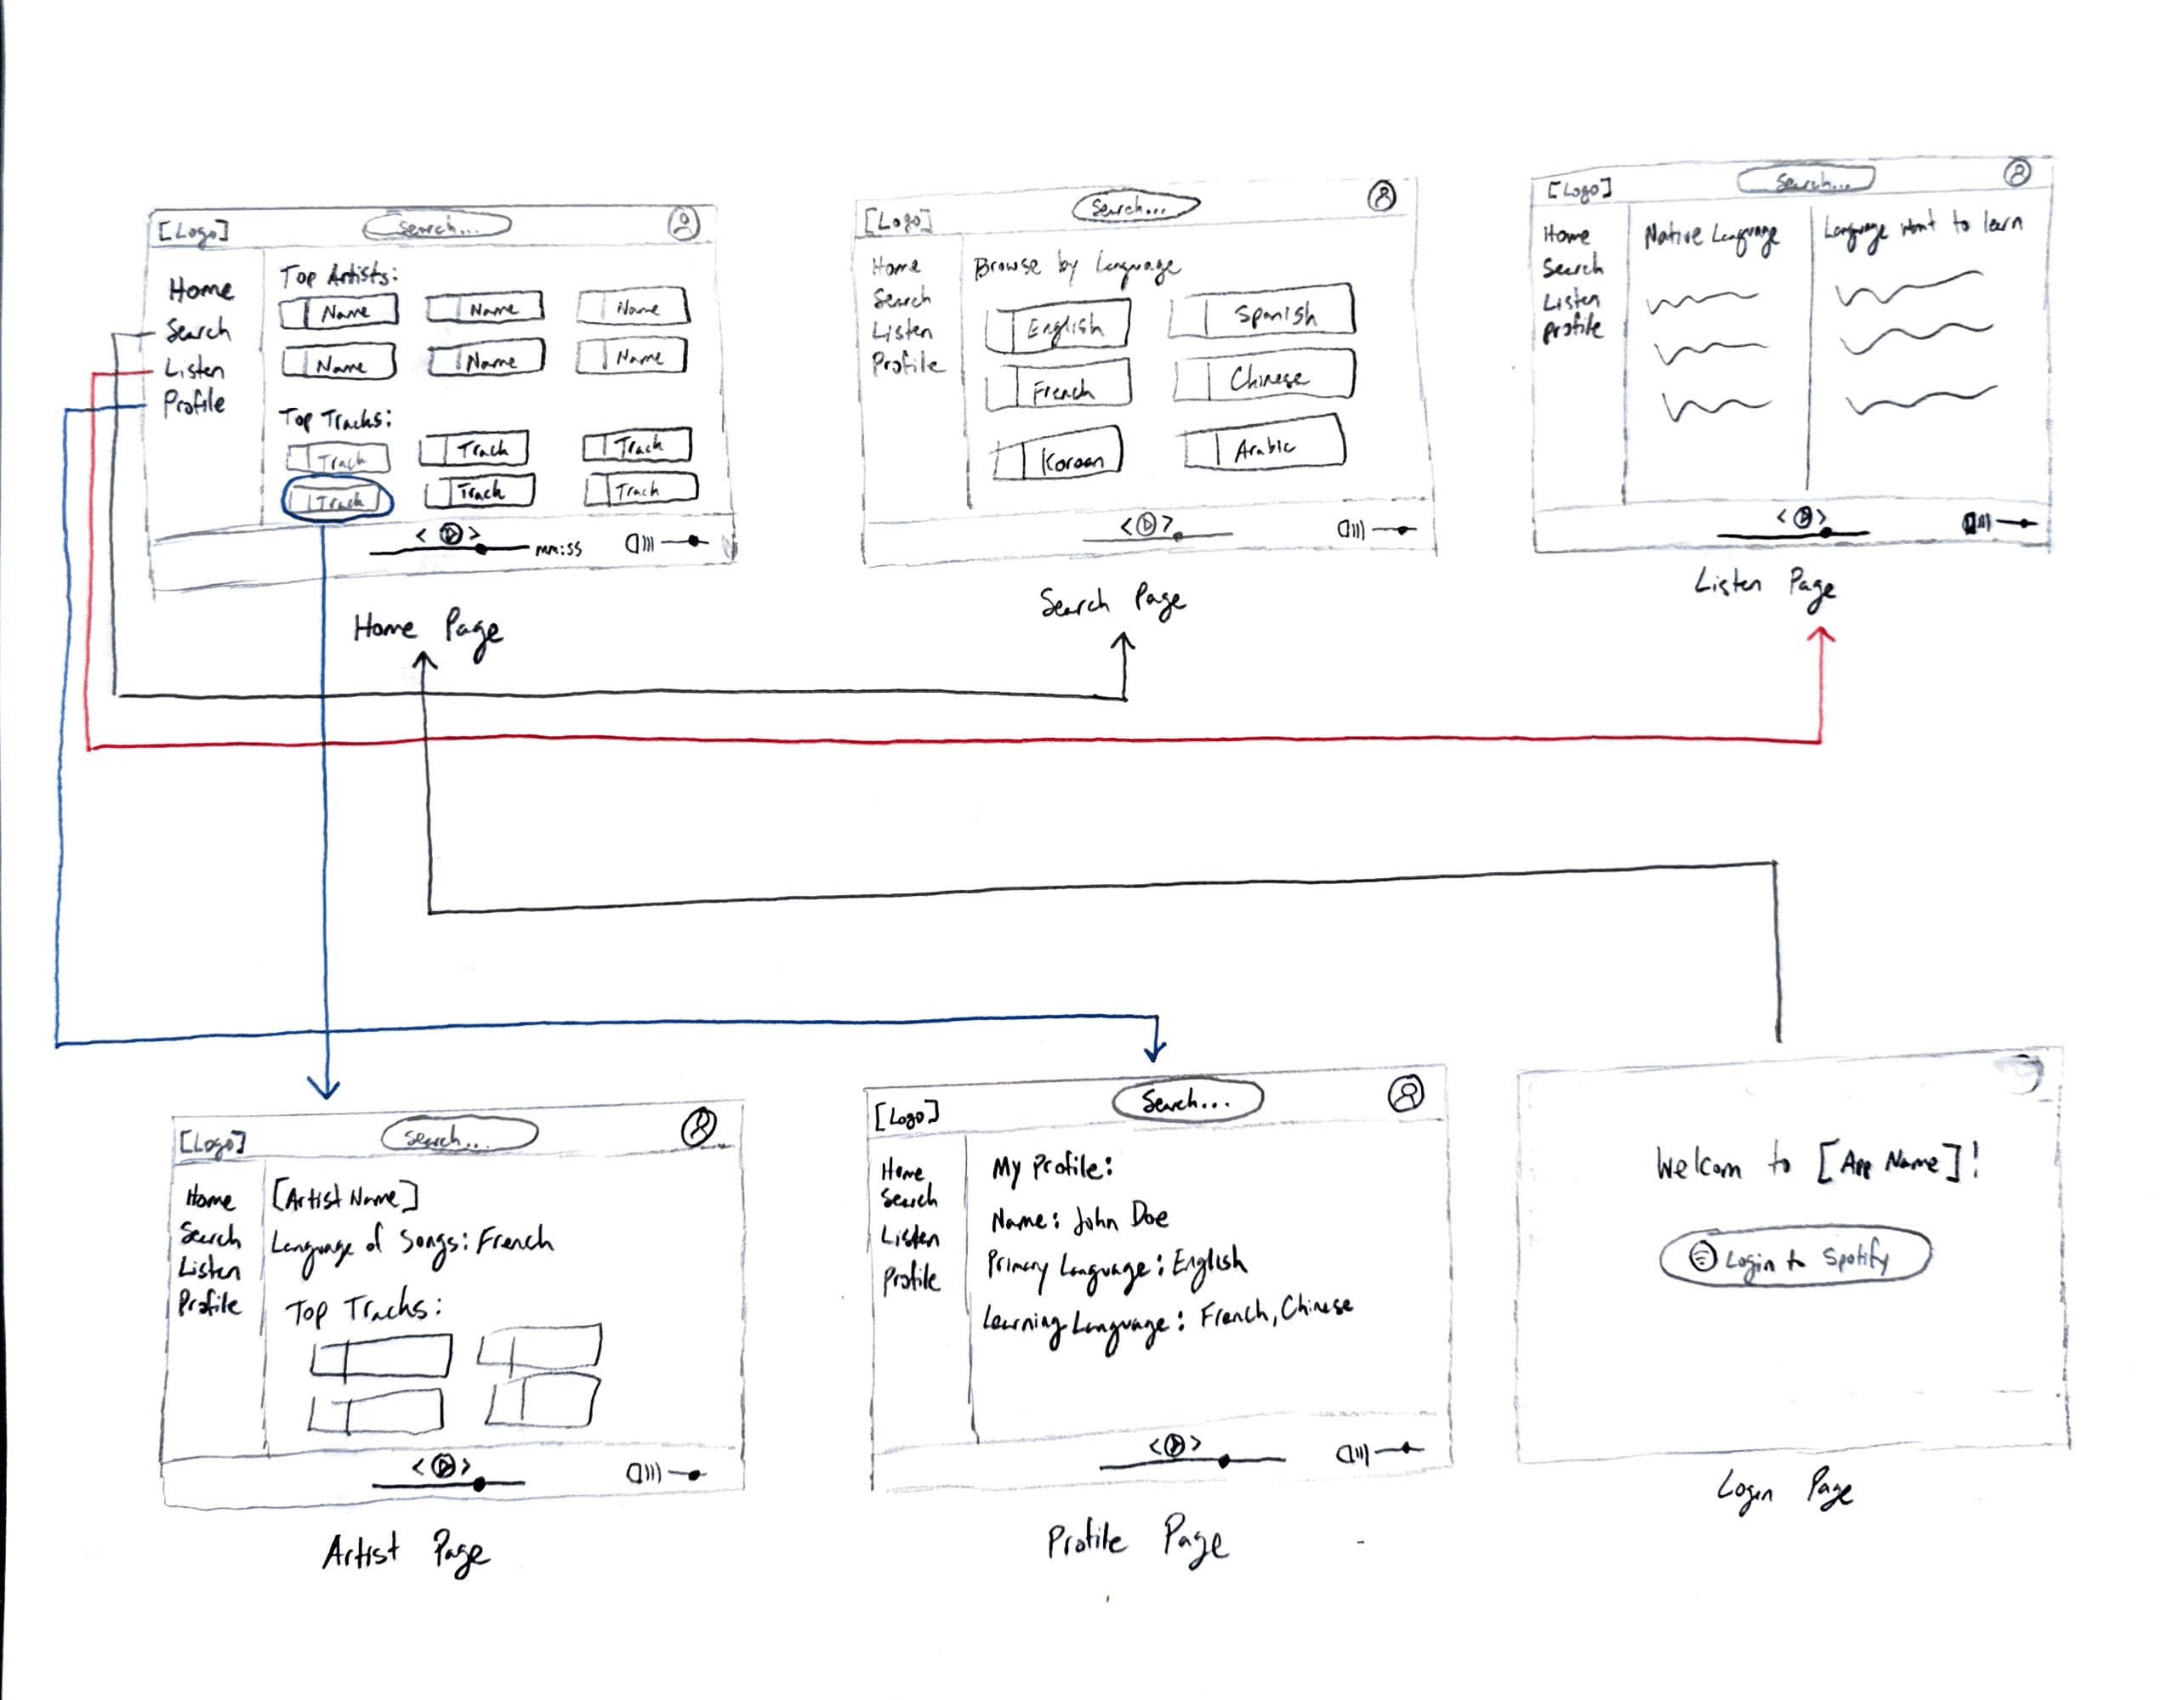 [Logo]
Search...
Home
Search
Listen
Profile
Top Artists:
Name
Name
Name
Name
Name
Name
Top Tracks:
Track
Track
Track
Track
Track
Track
mm:ss
Home Page
[Logo]
Search...
Home
Search
Listen
Profile
Browse by Language
English
Spanish
French
Chinese
Korean
Arabic
Search Page
[Logo]
Search...
Home
Search
Listen
Profile
Native Language
Language Want to learn
Listen Page
[Logo]
Search...
Home
Search
Listen
Profile
[Artist Name]
Language of Songs: French
Top Tracks:
Artist Page
[Logo]
Search...
Home
Search
Listen
Profile
My Profile:
Name: John Doe
Primary Language: English
Learning Language: French, Chinese
Profile Page
Welcom to [App Name]!
Login to Spotify
Login Page